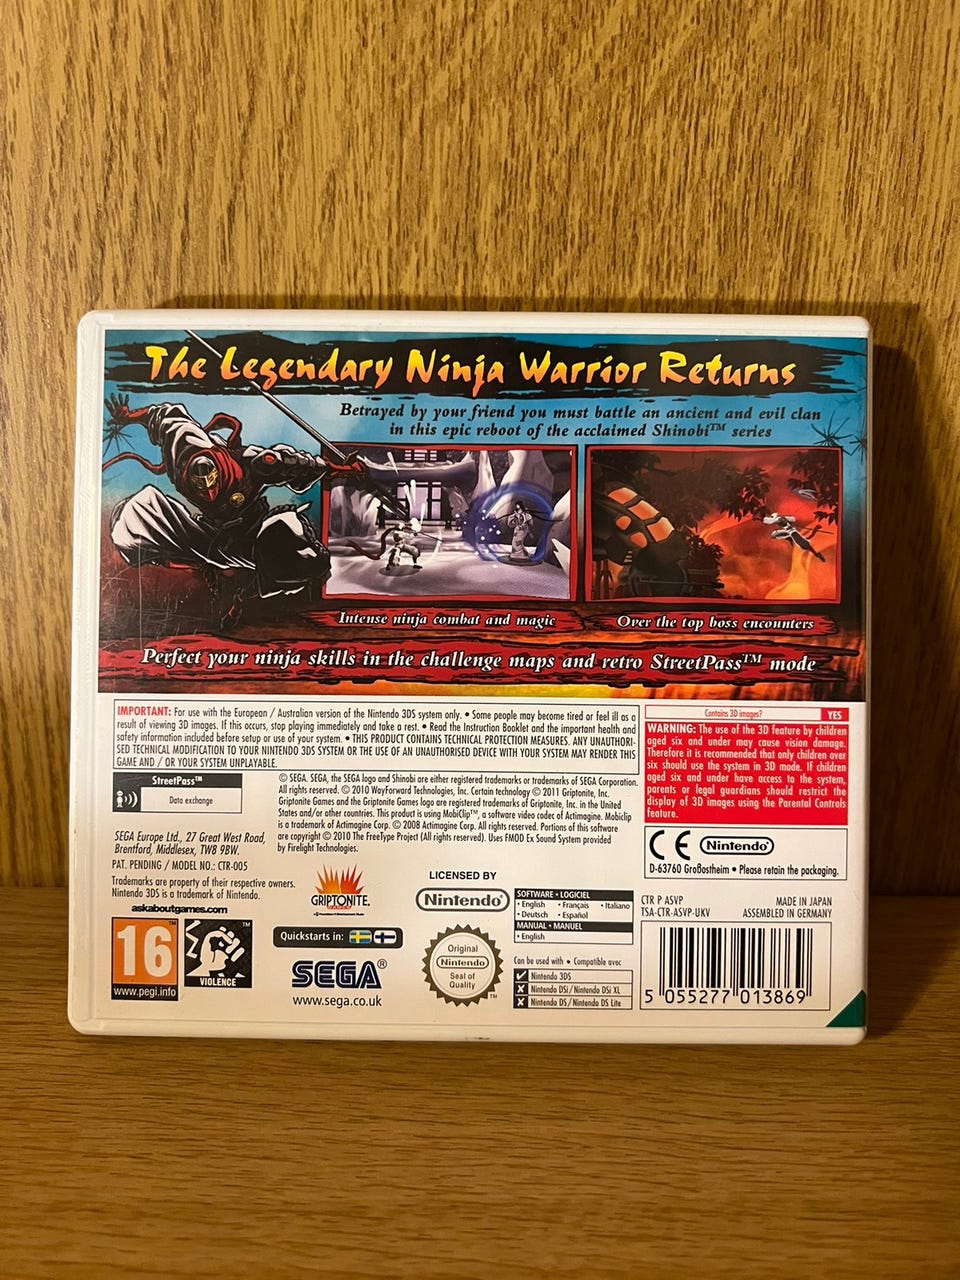 The Legendary Ninja Warrior Returns
Betrayed by your friend you must battle an ancient and evil clan
in this epic reboot of the acclaimed Shinobi™ series
Intense ninja combat and magic
Over the top boss encounters
Perfect your ninja skills in the challenge maps and retro StreetPass™ mode
IMPORTANT: For use with the European / Australian version of the Nintendo 3DS system only. • Some people may become tired or feel ill as a
result of viewing 3D images. If this occurs, stop playing immediately and take a rest. • Read the Instruction Booklet and the important health and
safety information included before setup or use of your system. • THIS PRODUCT CONTAINS TECHNICAL PROTECTION MEASURES. ANY UNAUTHORI-
SED TECHNICAL MODIFICATION TO YOUR NINTENDO 3DS SYSTEM OR THE USE OF AN UNAUTHORISED DEVICE WITH YOUR SYSTEM MAY RENDER THIS
GAME AND / OR YOUR SYSTEM UNPLAYABLE.
Contains 3D images? YES
WARNING: The use of the 3D feature by children
aged six and under may cause vision damage.
Therefore it is recommended that only children over
six should use the system in 3D mode. If children
aged six and under have access to the system,
parents or legal guardians should restrict the
display of 3D images using the Parental Controls
feature.
StreetPass™
Data exchange
© SEGA. SEGA, the SEGA logo and Shinobi are either registered trademarks or trademarks of SEGA Corporation.
All rights reserved. © 2010 WayForward Technologies, Inc. Certain technology © 2011 Griptonite, Inc.
Griptonite Games and the Griptonite Games logo are registered trademarks of Griptonite, Inc. in the United
States and/or other countries. This product is using MobiClip™, a software video codec of Actimagine. Mobiclip
is a trademark of Actimagine Corp. © 2008 Actimagine Corp. All rights reserved. Portions of this software
are copyright © 2010 The FreeType Project (All rights reserved). Uses FMOD Ex Sound System provided
by Firelight Technologies.
SEGA Europe Ltd., 27 Great West Road,
Brentford, Middlesex, TW8 9BW.
PAT. PENDING / MODEL NO.: CTR-005
Trademarks are property of their respective owners.
Nintendo 3DS is a trademark of Nintendo.
askaboutgames.com
16
www.pegi.info
VIOLENCE
GRIPTONITE
GAMES
Quickstarts in:
SEGA®
www.sega.co.uk
LICENSED BY
Nintendo®
Original
Nintendo
Seal of
Quality
™
SOFTWARE • LOGICIEL
• English • Français • Italiano
• Deutsch • Español
MANUAL • MANUEL
• English
Can be used with • Compatible avec
Nintendo 3DS
Nintendo DSi / Nintendo DSi XL
Nintendo DS / Nintendo DS Lite
CE Nintendo®
D-63760 Großostheim • Please retain the packaging.
CTR P ASVP
TSA-CTR-ASVP-UKV
MADE IN JAPAN
ASSEMBLED IN GERMANY
5 055277 013869